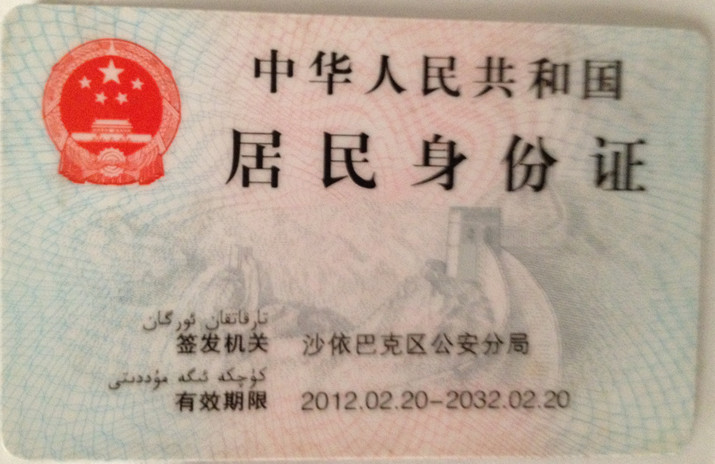 中华人民共和国
居民身份证
تارقاتقان ئورگان
签发机关 沙依巴克区公安分局
كۈچكە ئىگە مۇددىتى
有效期限 2012.02.20-2032.02.20